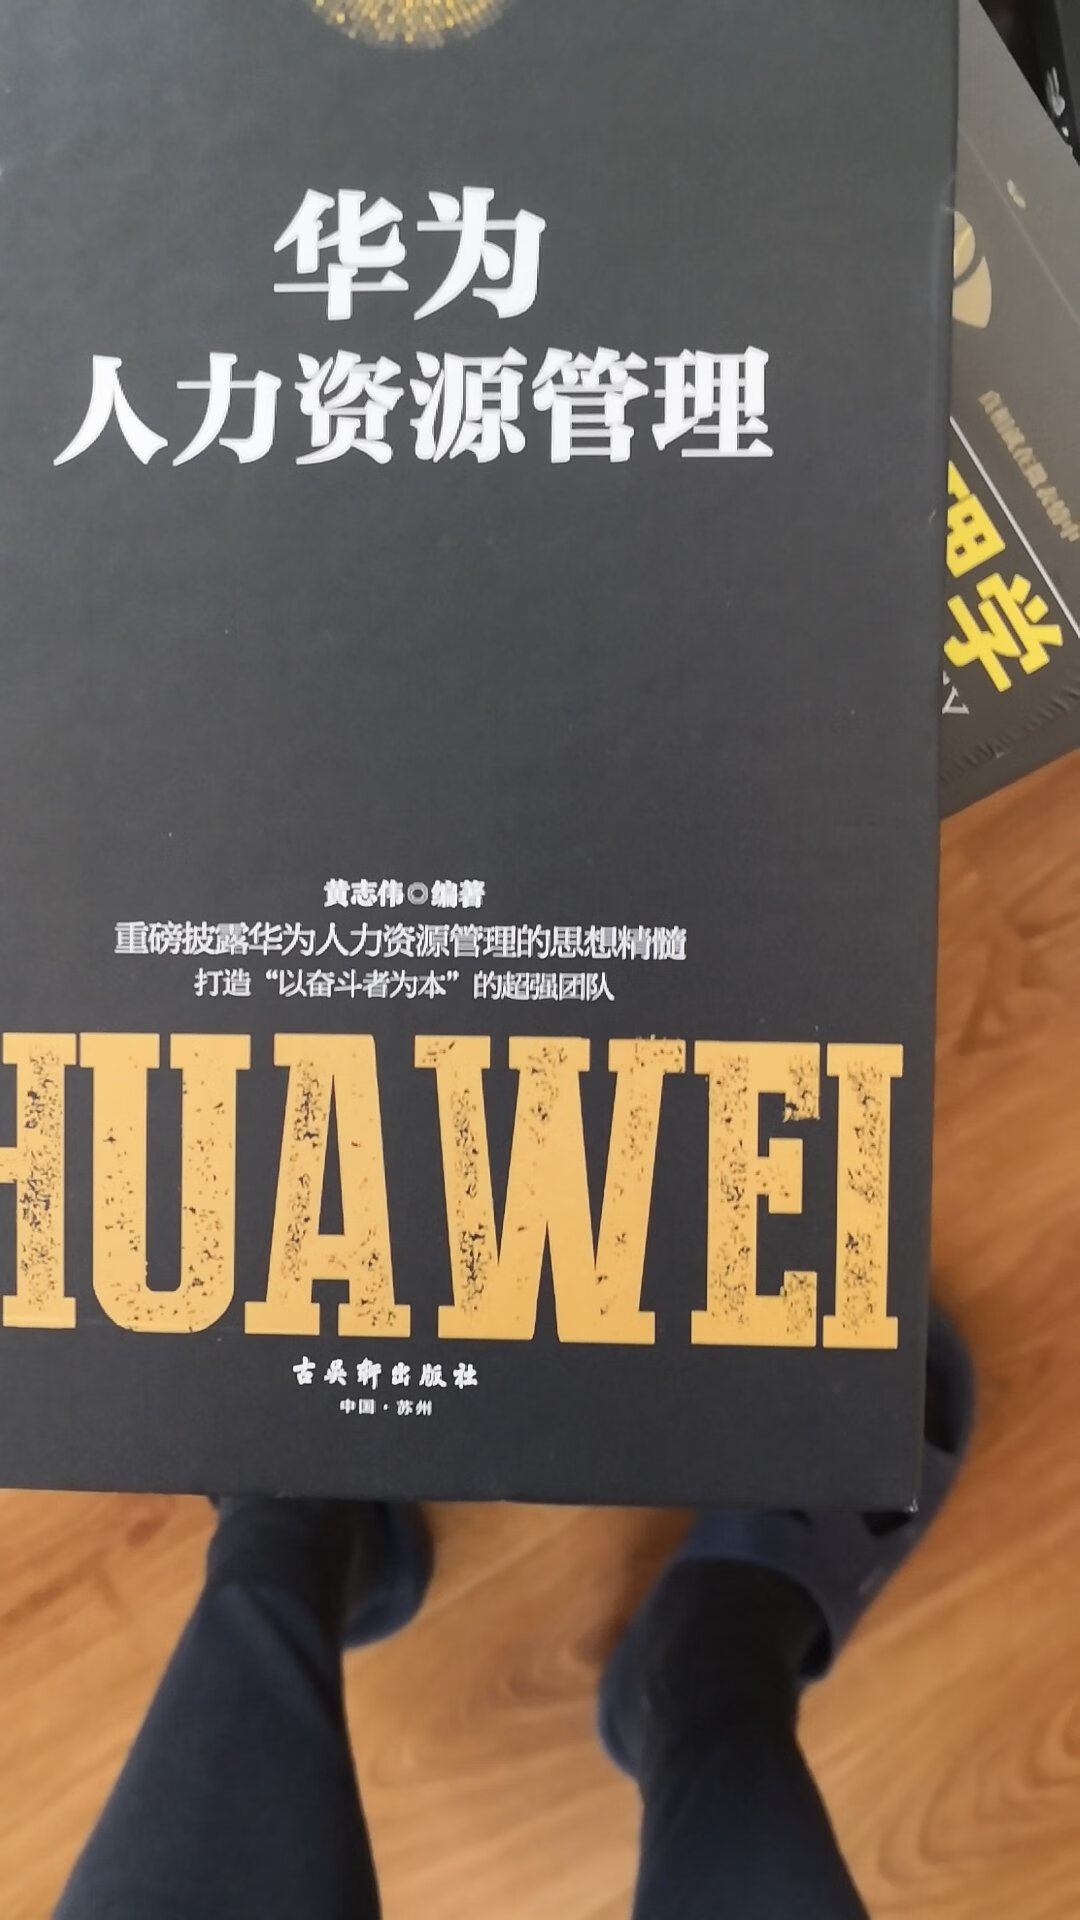 华为
人力资源管理
黄志伟◎编著
重磅披露华为人力资源管理的思想精髓
打造“以奋斗者为本”的超强团队
HUAWEI
古吴轩出版社
中国·苏州
理学